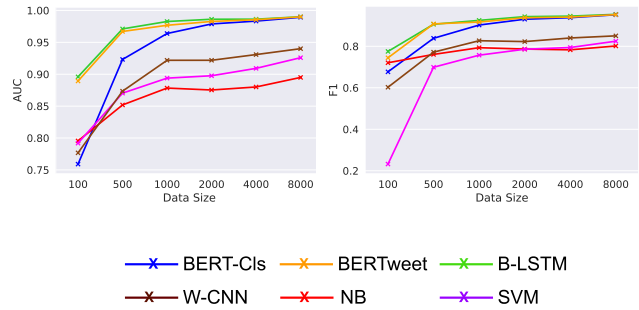 1.00
0.95
0.90
0.85
0.80
0.75
AUC
100 500 1000 2000 4000 8000
Data Size
0.8
0.6
0.4
0.2
F1
100 500 1000 2000 4000 8000
Data Size
BERT-Cls BERTweet B-LSTM
W-CNN NB SVM